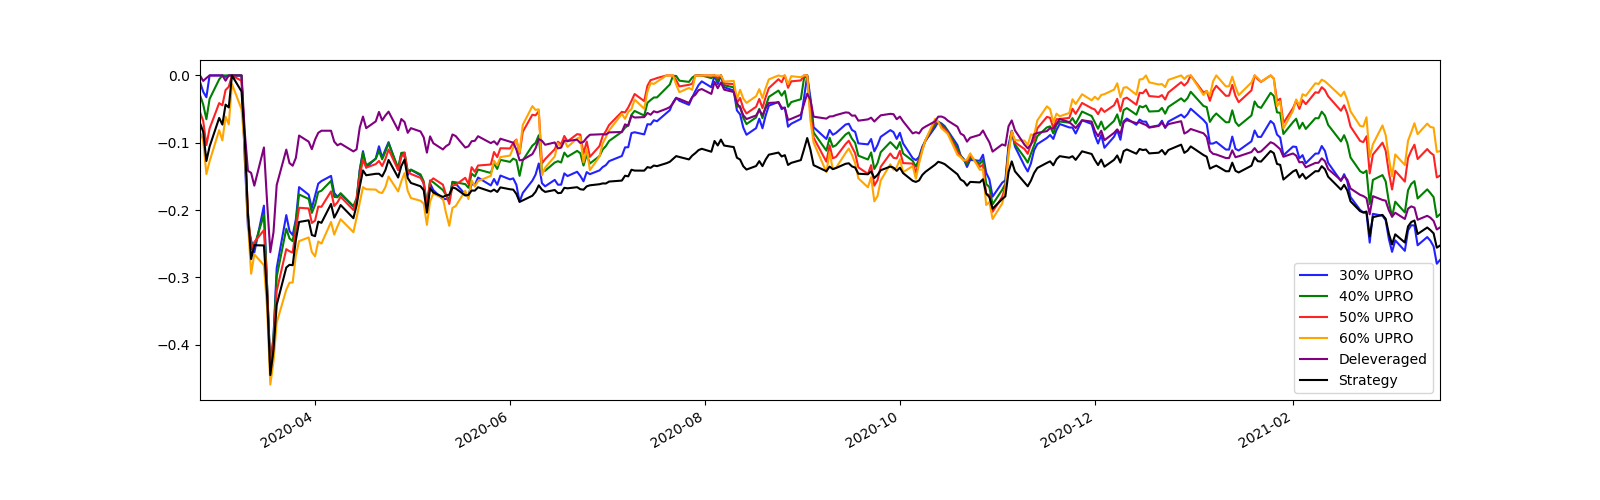 0.0
−0.1
−0.2
−0.3
−0.4
2020-04
2020-06
2020-08
2020-10
2020-12
2021-02
30% UPRO
40% UPRO
50% UPRO
60% UPRO
Deleveraged
Strategy